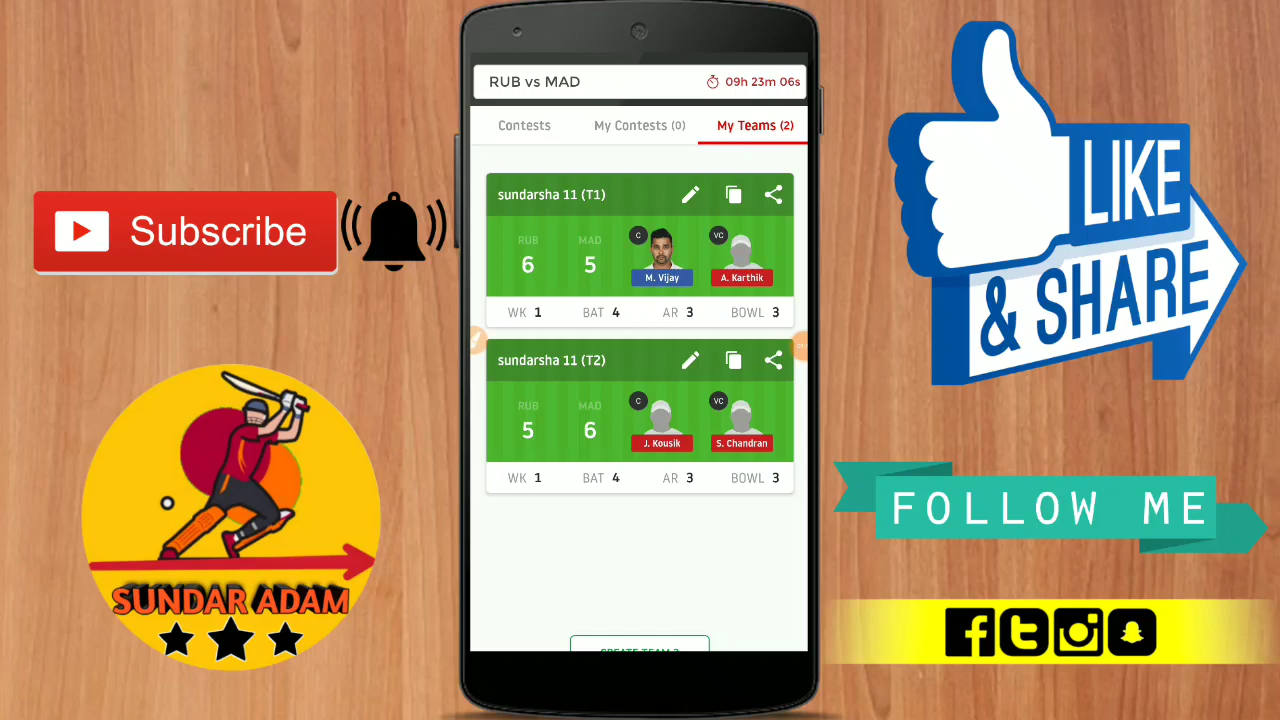 RUB vs MAD
09h 23m 06s
Contests
My Contests (0)
My Teams (2)
sundarsha 11 (T1)
RUB
MAD
6
5
C
VC
M. Vijay
A. Karthik
WK 1
BAT 4
AR 3
BOWL 3
sundarsha 11 (T2)
RUB
MAD
5
6
C
VC
J. Kousik
S. Chandran
WK 1
BAT 4
AR 3
BOWL 3
Subscribe
SUNDAR ADAM
LIKE
& SHARE
FOLLOW ME